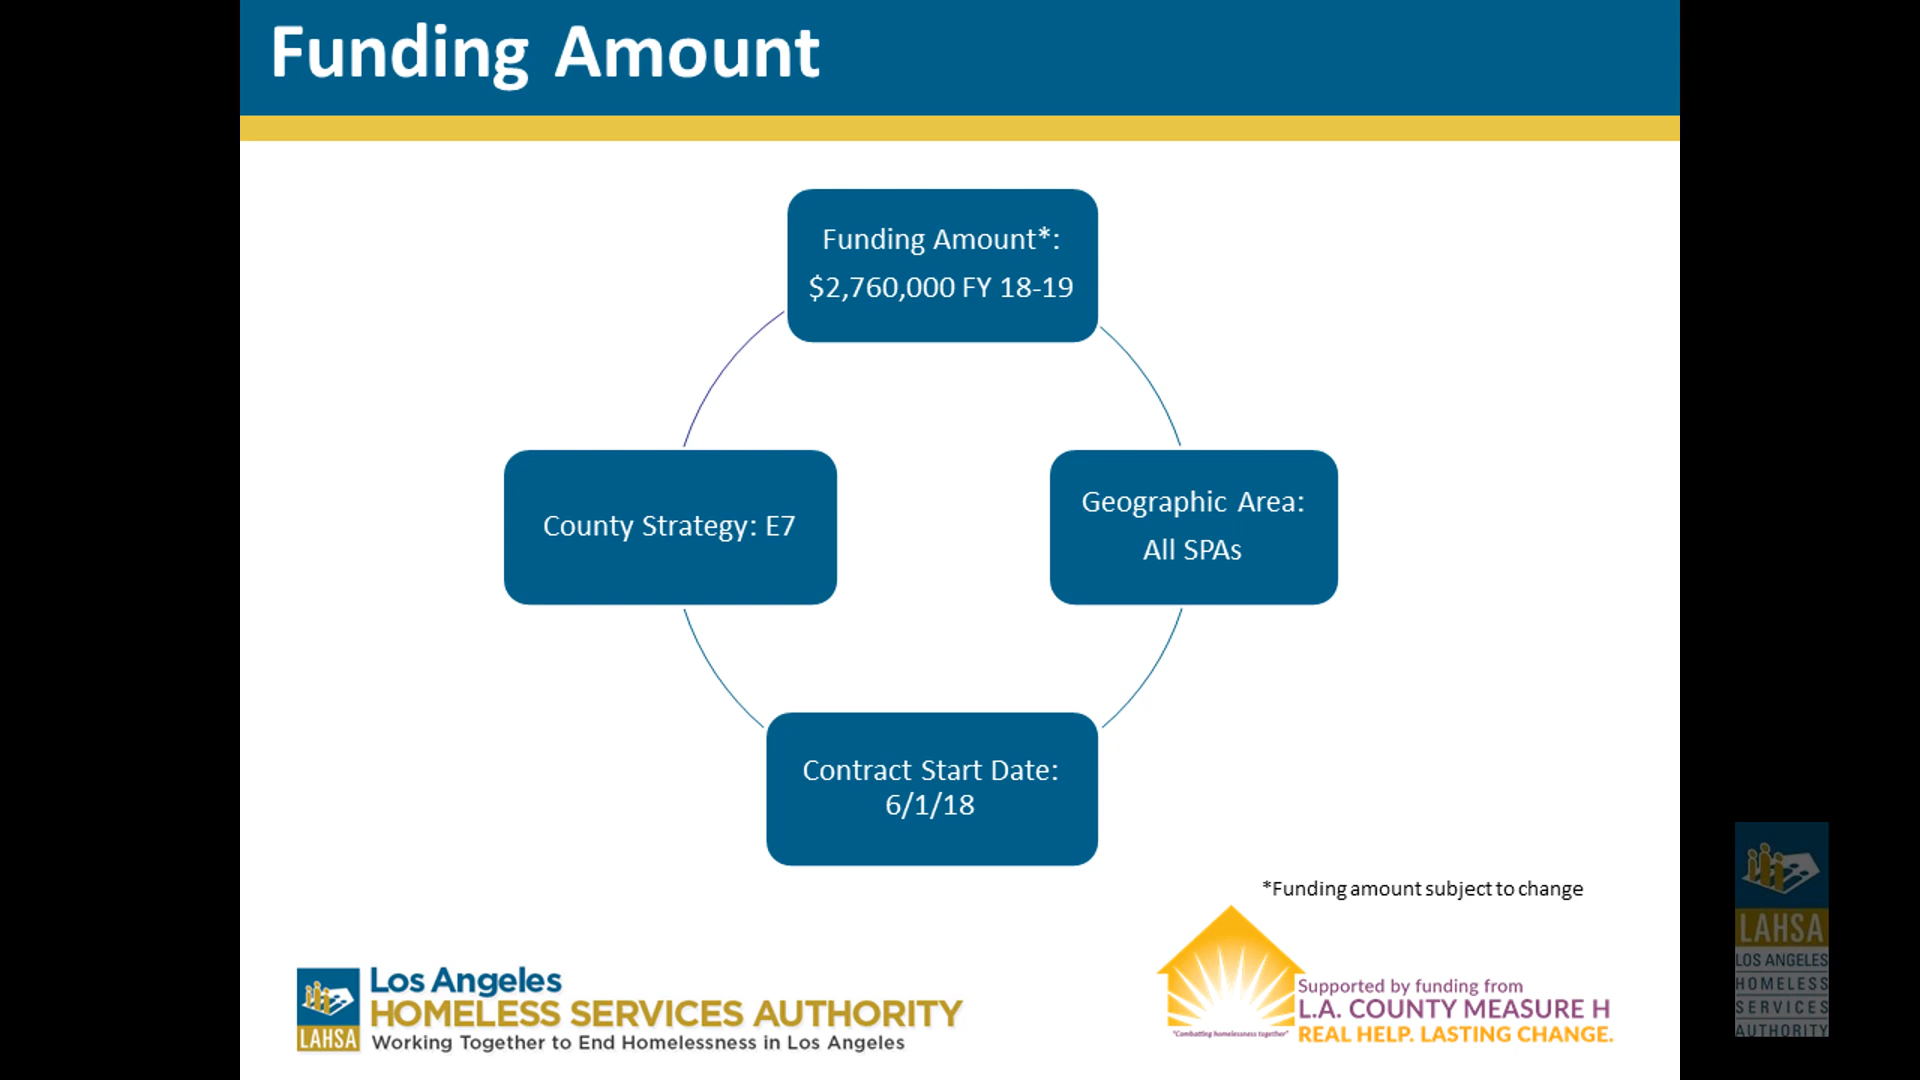 Funding Amount
Funding Amount*:
$2,760,000 FY 18-19
County Strategy: E7
Geographic Area:
All SPAs
Contract Start Date:
6/1/18
*Funding amount subject to change
LAHSA
Los Angeles
HOMELESS SERVICES AUTHORITY
Working Together to End Homelessness in Los Angeles
"Combatting homelessness together"
Supported by funding from
L.A. COUNTY MEASURE H
REAL HELP. LASTING CHANGE.
LAHSA
LOS ANGELES
HOMELESS
SERVICES
AUTHORITY